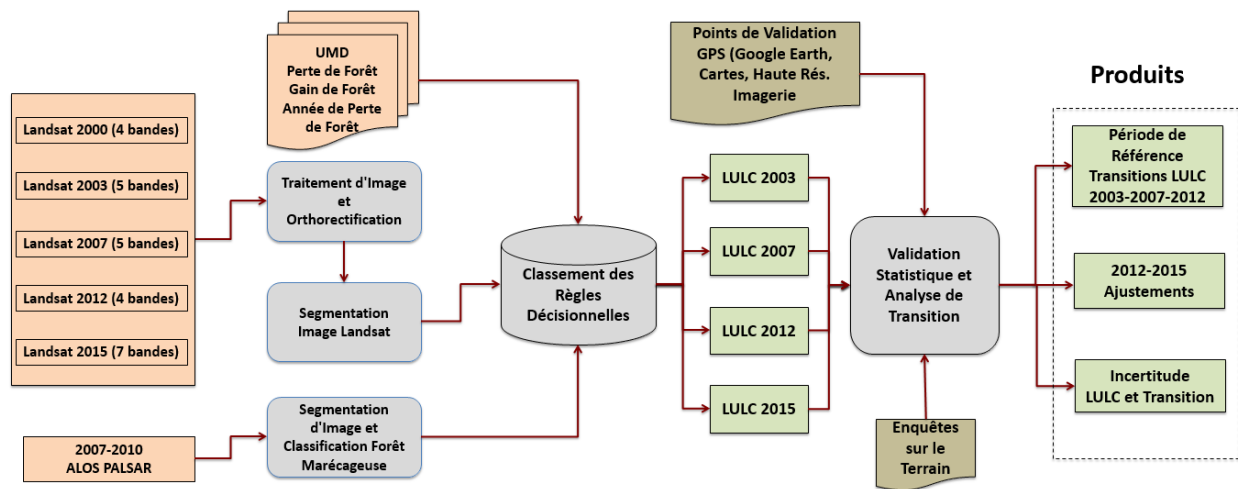 UMD
Perte de Forêt
Gain de Forêt
Année de Perte
de Forêt
Points de Validation
GPS (Google Earth,
Cartes, Haute Rés.
Imagerie
Produits
Landsat 2000 (4 bandes)
Landsat 2003 (5 bandes)
Landsat 2007 (5 bandes)
Landsat 2012 (4 bandes)
Landsat 2015 (7 bandes)
Traitement d'Image
et
Orthorectification
Segmentation
Image Landsat
2007-2010
ALOS PALSAR
Segmentation
d'Image et
Classification Forêt
Marécageuse
Classement des
Règles
Décisionnelles
LULC 2003
LULC 2007
LULC 2012
LULC 2015
Validation
Statistique et
Analyse de
Transition
Enquêtes
sur le
Terrain
Période de
Référence
Transitions LULC
2003-2007-2012
2012-2015
Ajustements
Incertitude
LULC et Transition